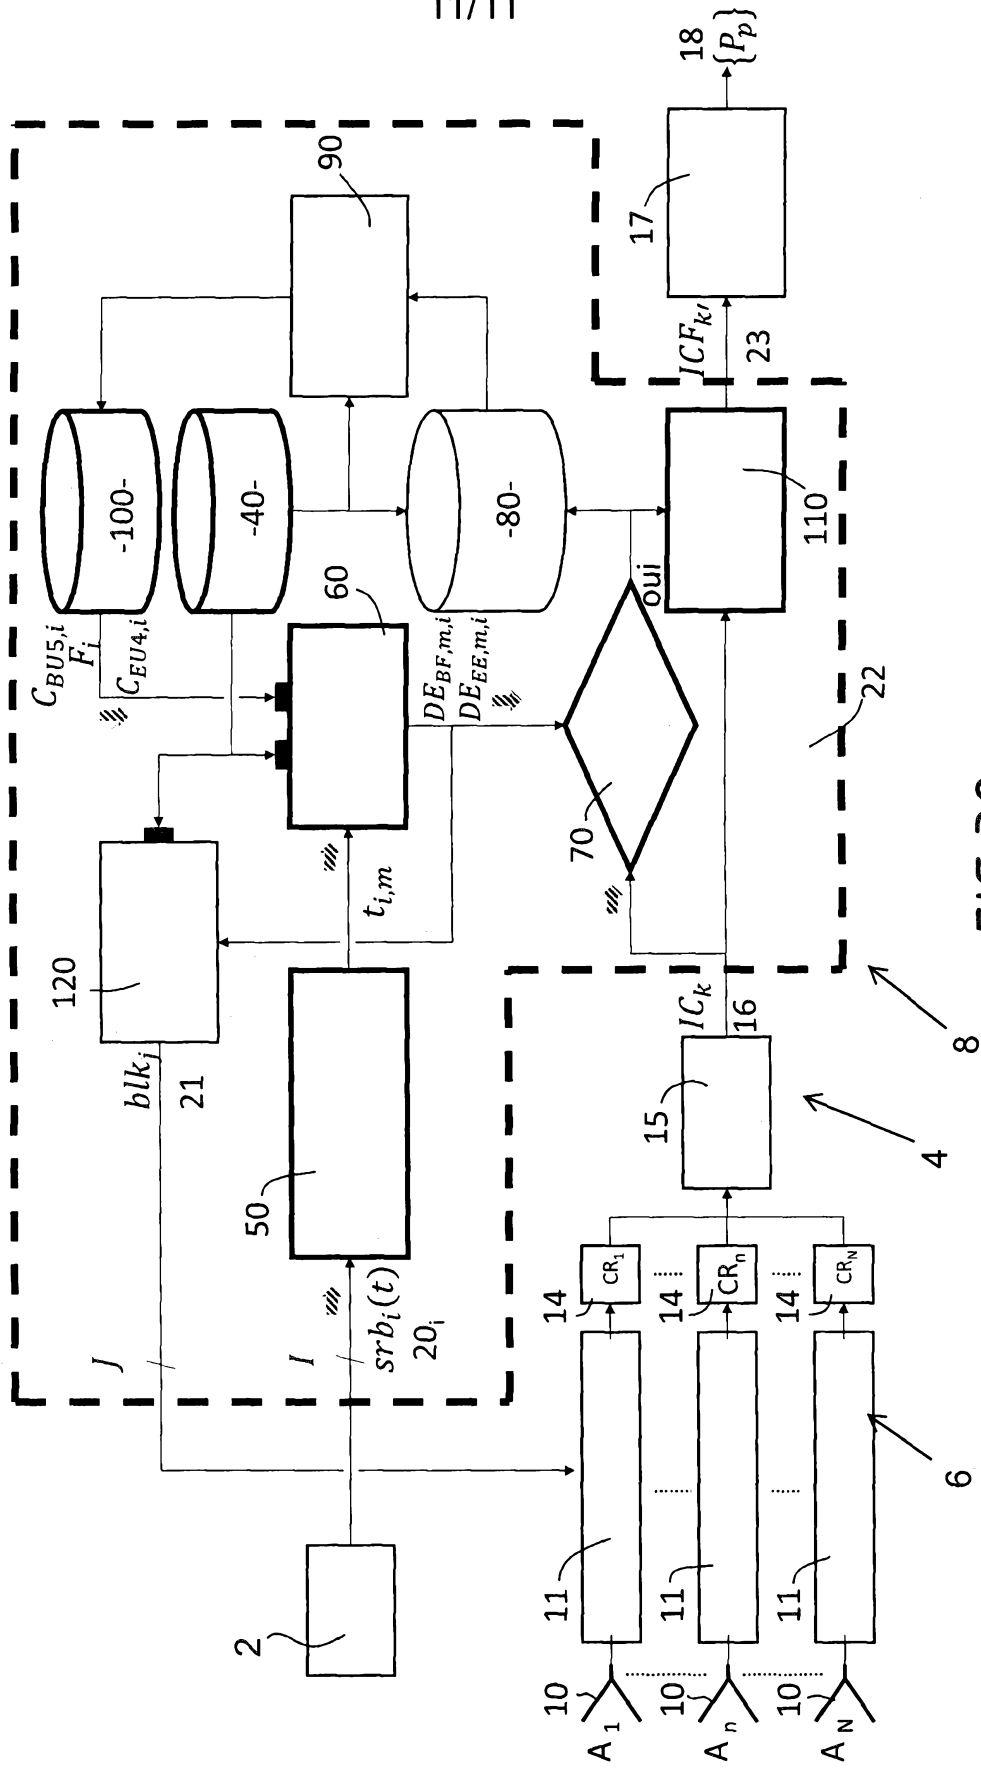 11/11
18
{P_p}
90
17
ICF_k'
23
-100-
-40-
-80-
110
C_BU5,i
F_i
C_EU4,i
60
DE_BF,m,i
DE_EE,m,i
oui
22
70
120
t_i,m
blk_j
21
50
IC_k
16
15
8
4
J
I
srb_i(t)
20_i
14
CR_1
14
CR_n
14
CR_N
2
11
11
11
6
10
10
10
A_1
A_n
A_N